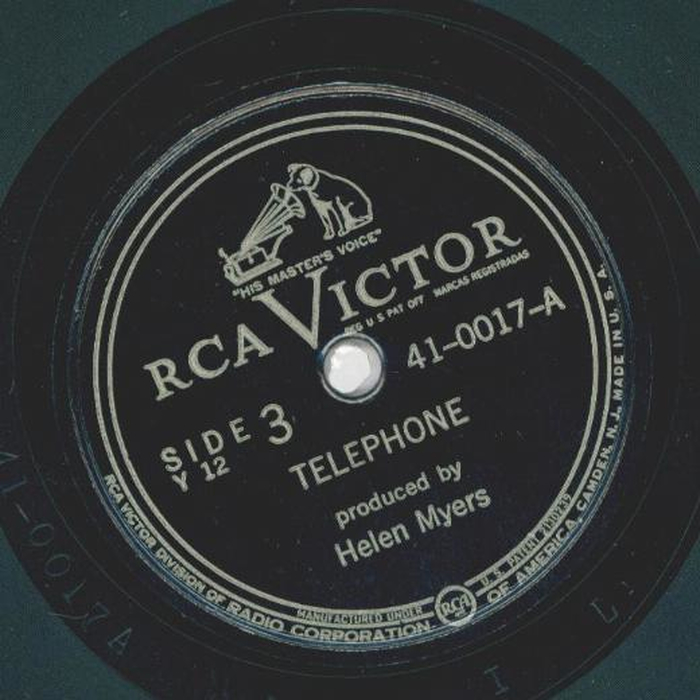 "HIS MASTER'S VOICE"
RCA VICTOR
REG U S PAT OFF MARCAS REGISTRADAS
41-0017-A
SIDE 3
Y 12
TELEPHONE
produced by
Helen Myers
RCA VICTOR DIVISION OF RADIO CORPORATION OF AMERICA, CAMDEN, N. J. MADE IN U. S. A.
MANUFACTURED UNDER RCA U. S. PATENT
41-0017A
I